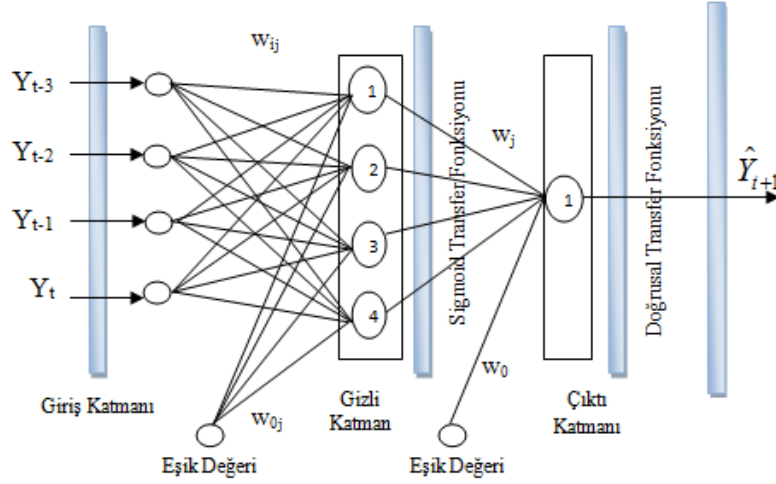 w_ij
Y_t-3
Y_t-2
Y_t-1
Y_t
1
2
3
4
w_j
1
Ŷ_t+1
Sigmoid Transfer Fonksiyonu
Doğrusal Transfer Fonksiyonu
w_0j
w_0
Giriş Katmanı
Gizli
Katman
Çıktı
Katmanı
Eşik Değeri
Eşik Değeri